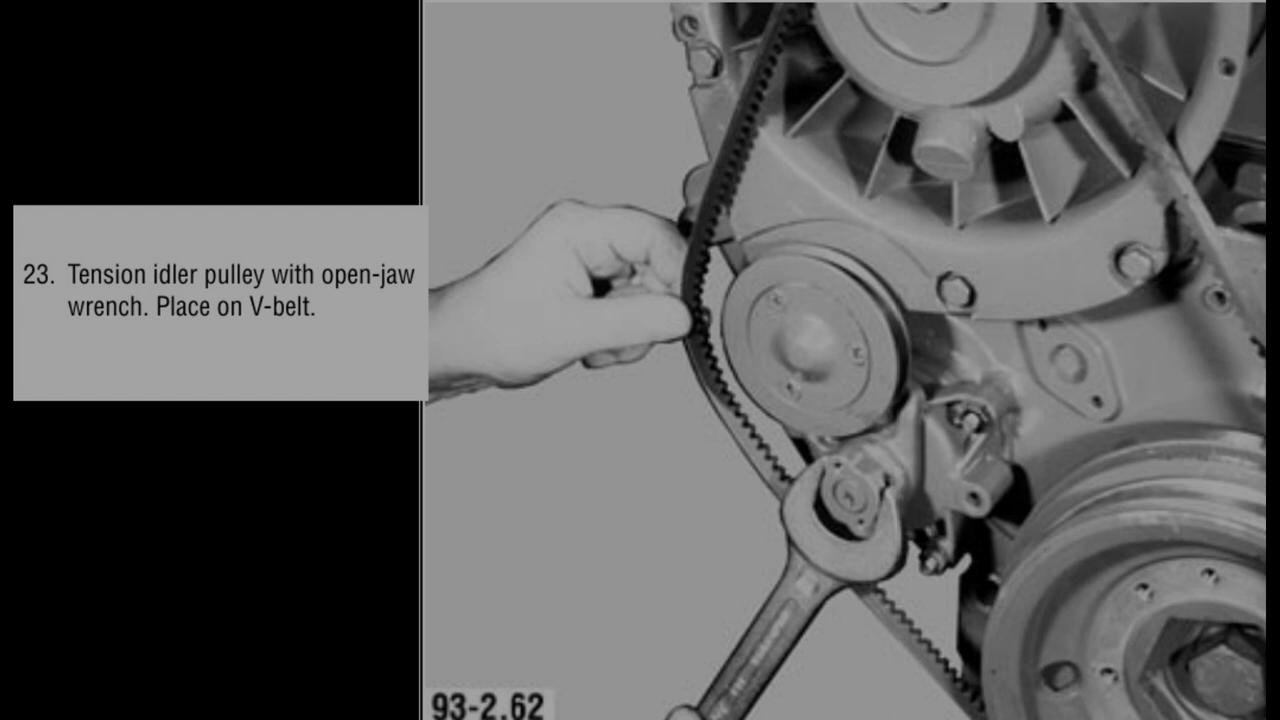 23. Tension idler pulley with open-jaw
wrench. Place on V-belt.
93-2.62